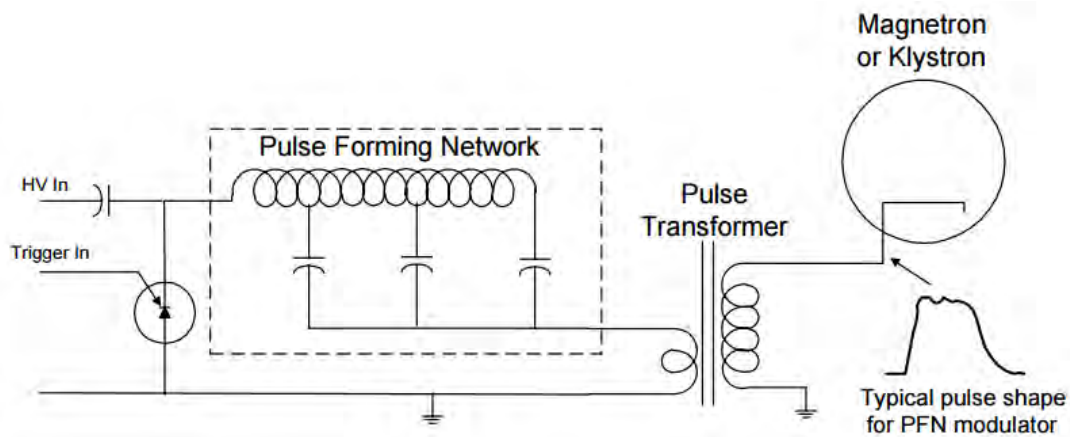 Magnetron
or Klystron
Pulse Forming Network
HV In
Pulse
Transformer
Trigger In
Typical pulse shape
for PFN modulator